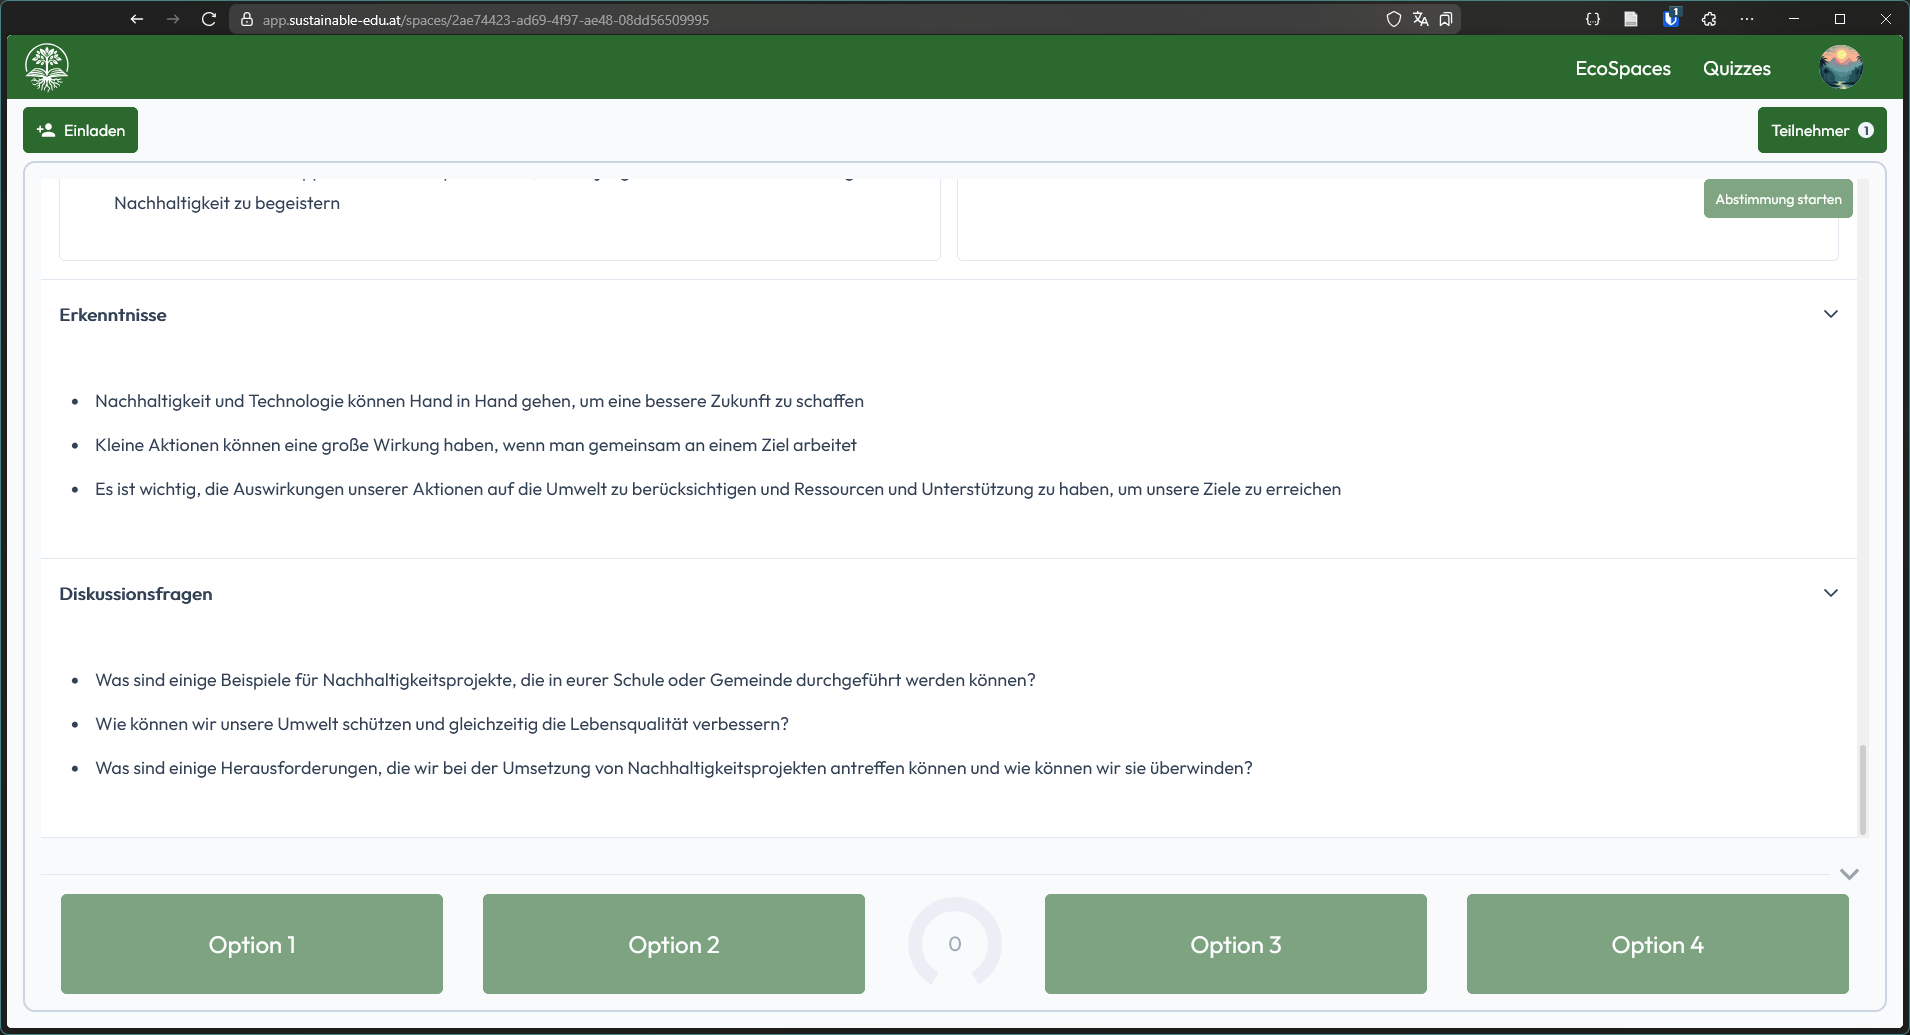 app.sustainable-edu.at/spaces/2ae74423-ad69-4f97-ae48-08dd56509995
1
EcoSpaces
Quizzes
Einladen
Teilnehmer 1
Nachhaltigkeit zu begeistern
Abstimmung starten
Erkenntnisse
Nachhaltigkeit und Technologie können Hand in Hand gehen, um eine bessere Zukunft zu schaffen
Kleine Aktionen können eine große Wirkung haben, wenn man gemeinsam an einem Ziel arbeitet
Es ist wichtig, die Auswirkungen unserer Aktionen auf die Umwelt zu berücksichtigen und Ressourcen und Unterstützung zu haben, um unsere Ziele zu erreichen
Diskussionsfragen
Was sind einige Beispiele für Nachhaltigkeitsprojekte, die in eurer Schule oder Gemeinde durchgeführt werden können?
Wie können wir unsere Umwelt schützen und gleichzeitig die Lebensqualität verbessern?
Was sind einige Herausforderungen, die wir bei der Umsetzung von Nachhaltigkeitsprojekten antreffen können und wie können wir sie überwinden?
Option 1
Option 2
0
Option 3
Option 4